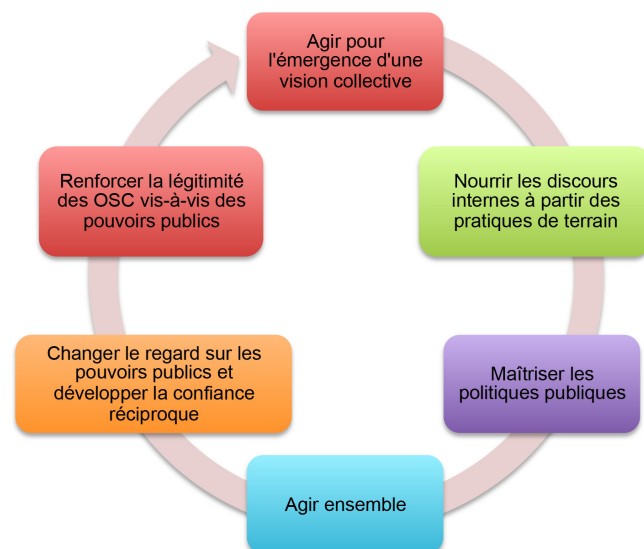 Agir pour
l'émergence d'une
vision collective
Nourrir les discours
internes à partir des
pratiques de terrain
Maîtriser les
politiques publiques
Agir ensemble
Changer le regard sur les
pouvoirs publics et
développer la confiance
réciproque
Renforcer la légitimité
des OSC vis-à-vis des
pouvoirs publics